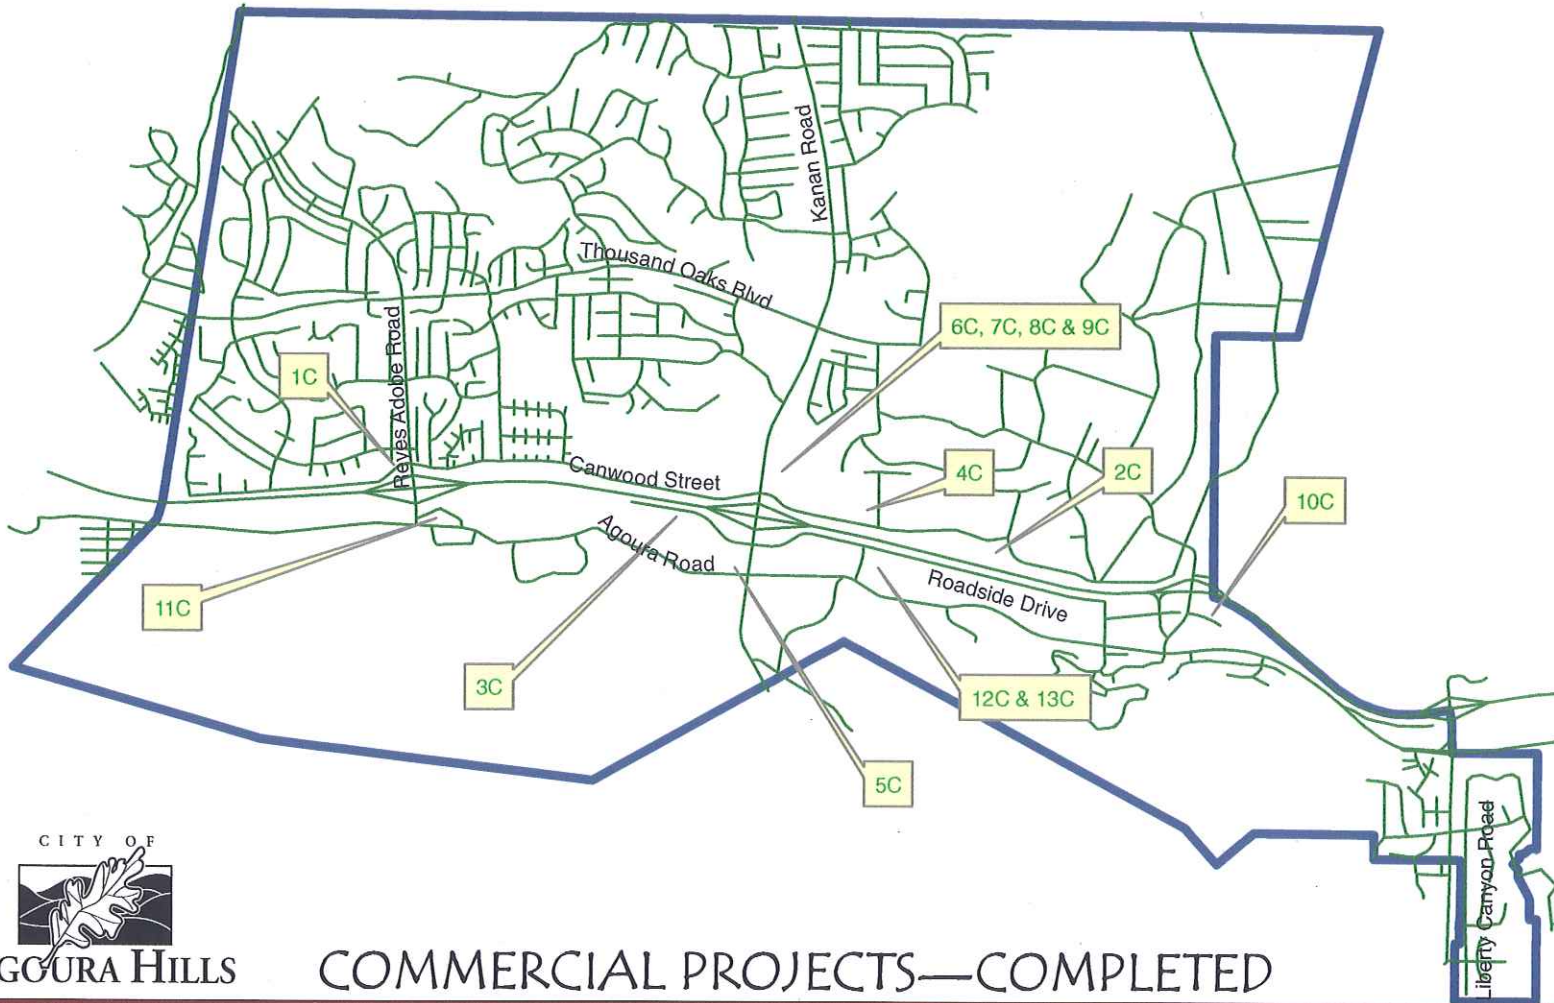 Kanan Road
Thousand Oaks Blvd
6C, 7C, 8C & 9C
1C
Reyes Adobe Road
Canwood Street
4C
2C
10C
Agoura Road
11C
Roadside Drive
3C
12C & 13C
5C
Liberty Canyon Road
CITY OF
GOURA HILLS
COMMERCIAL PROJECTS—COMPLETED